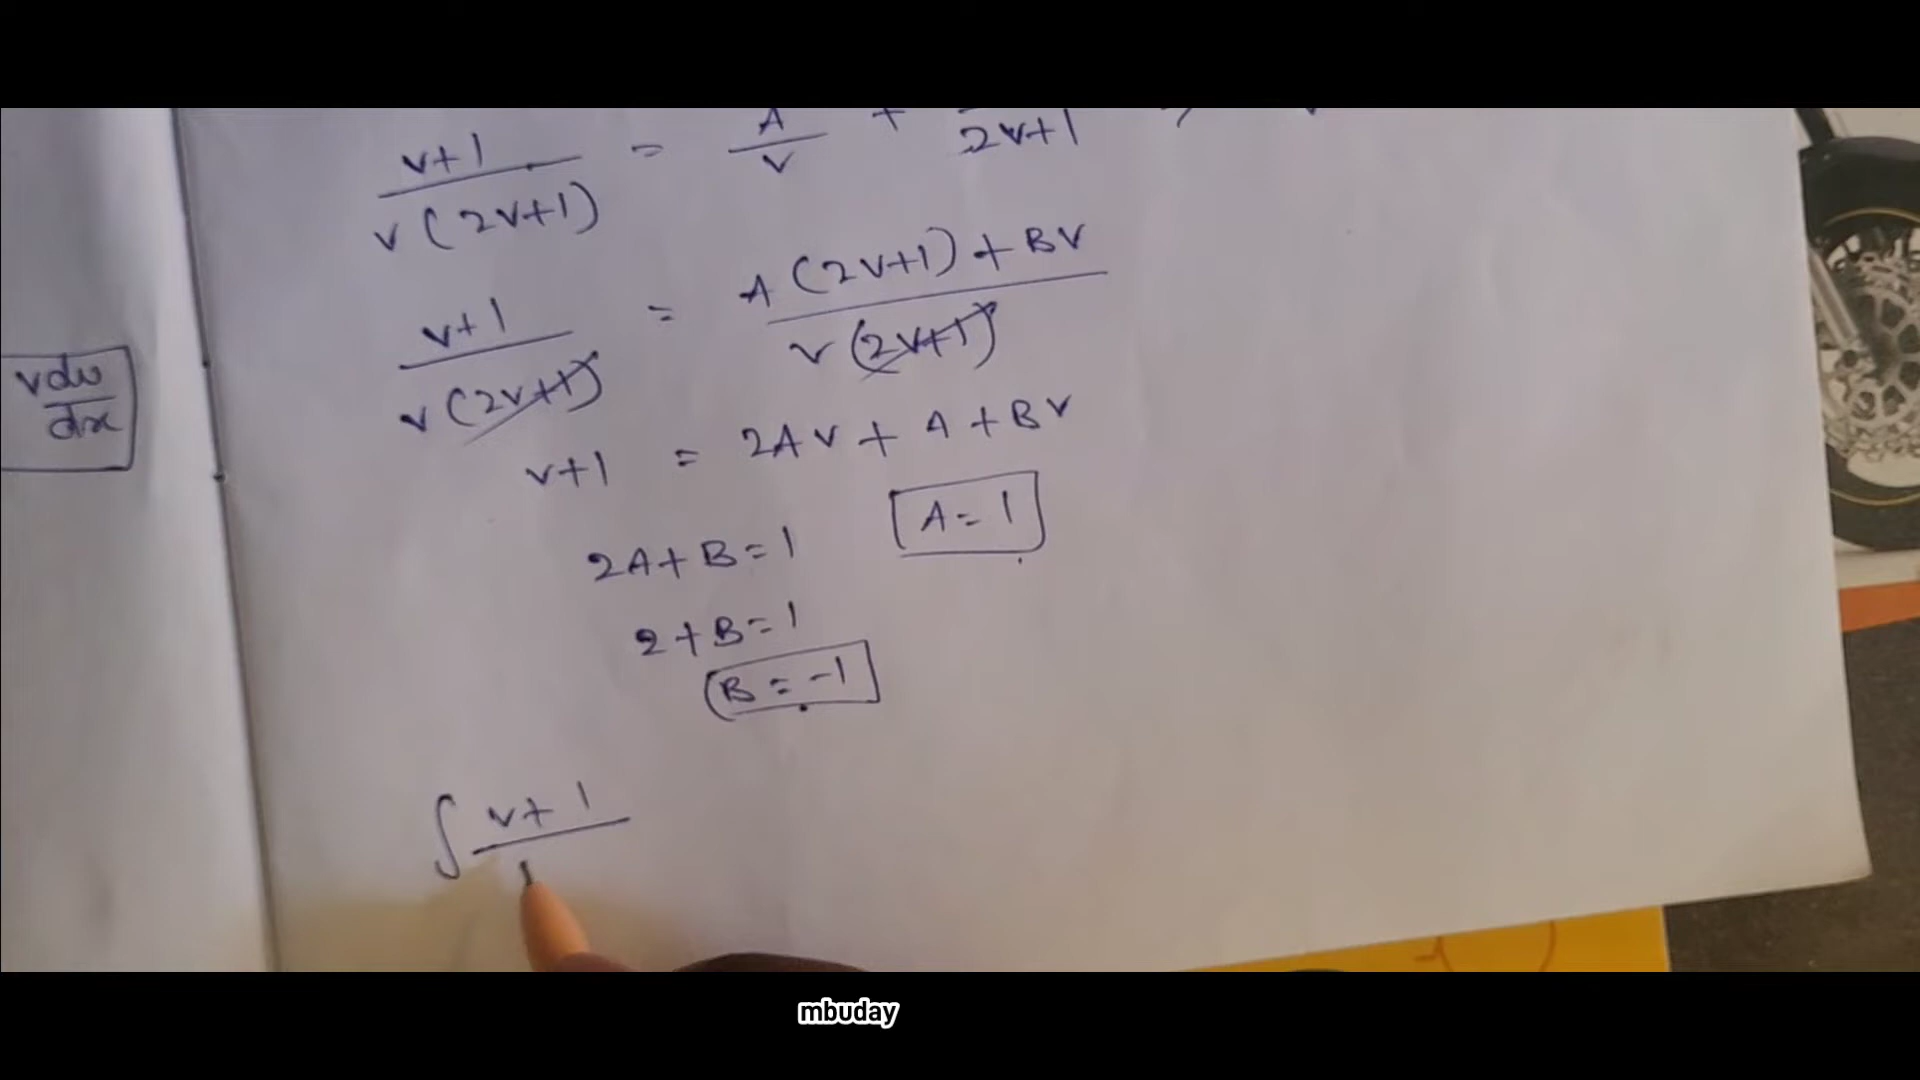 v+1 / v(2v+1) = A / v + / 2v+1
v+1 / v(2v+1) = A(2v+1)+BV / v(2v+1)
vdv / dx
v+1 = 2AV + A + BV
A = 1
2A+B=1
2+B=1
B = -1
∫ v+1
mbuday